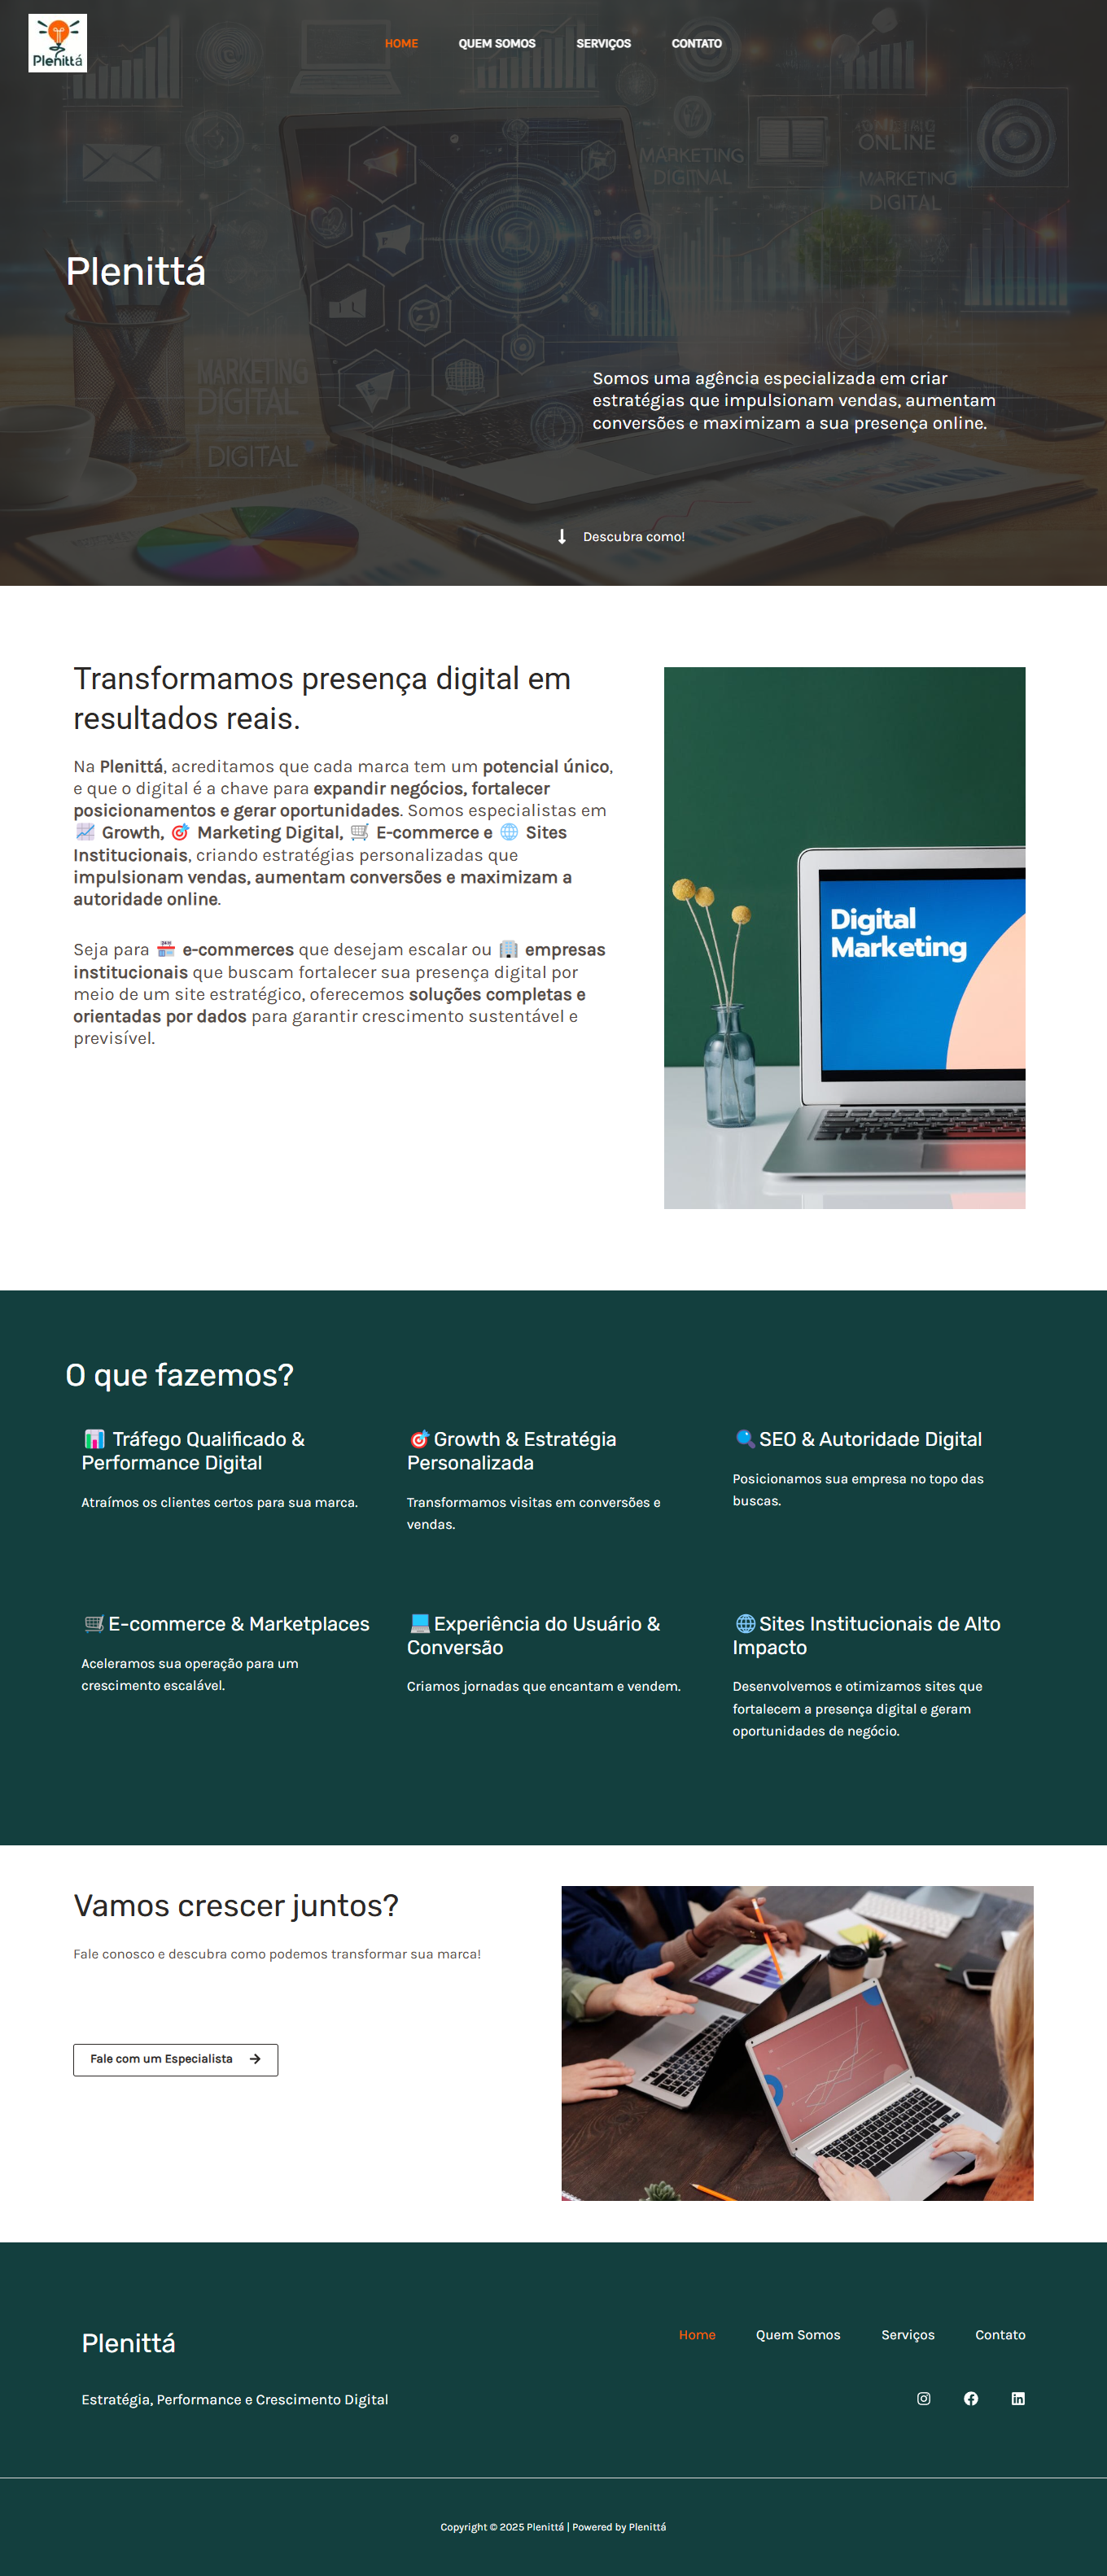 Plenittá
HOME
QUEM SOMOS
SERVIÇOS
CONTATO
ONLINE
MARKETING
DIGITAL
Plenittá
MARKETING
DIGITAL
DIGITAL
Somos uma agência especializada em criar
estratégias que impulsionam vendas, aumentam
conversões e maximizam a sua presença online.
Descubra como!
Transformamos presença digital em
resultados reais.
Na Plenittá, acreditamos que cada marca tem um potencial único,
e que o digital é a chave para expandir negócios, fortalecer
posicionamentos e gerar oportunidades. Somos especialistas em
📈 Growth, 🎯 Marketing Digital, 🛒 E-commerce e 🌐 Sites
Institucionais, criando estratégias personalizadas que
impulsionam vendas, aumentam conversões e maximizam a
autoridade online.
Seja para 🏪 e-commerces que desejam escalar ou 🏢 empresas
institucionais que buscam fortalecer sua presença digital por
meio de um site estratégico, oferecemos soluções completas e
orientadas por dados para garantir crescimento sustentável e
previsível.
Digital
Marketing
O que fazemos?
📊 Tráfego Qualificado &
Performance Digital
Atraímos os clientes certos para sua marca.
🎯Growth & Estratégia
Personalizada
Transformamos visitas em conversões e
vendas.
🔍SEO & Autoridade Digital
Posicionamos sua empresa no topo das
buscas.
🛒E-commerce & Marketplaces
Aceleramos sua operação para um
crescimento escalável.
💻Experiência do Usuário &
Conversão
Criamos jornadas que encantam e vendem.
🌐Sites Institucionais de Alto
Impacto
Desenvolvemos e otimizamos sites que
fortalecem a presença digital e geram
oportunidades de negócio.
Vamos crescer juntos?
Fale conosco e descubra como podemos transformar sua marca!
Fale com um Especialista
Plenittá
Home
Quem Somos
Serviços
Contato
Estratégia, Performance e Crescimento Digital
Copyright © 2025 Plenittá | Powered by Plenittá